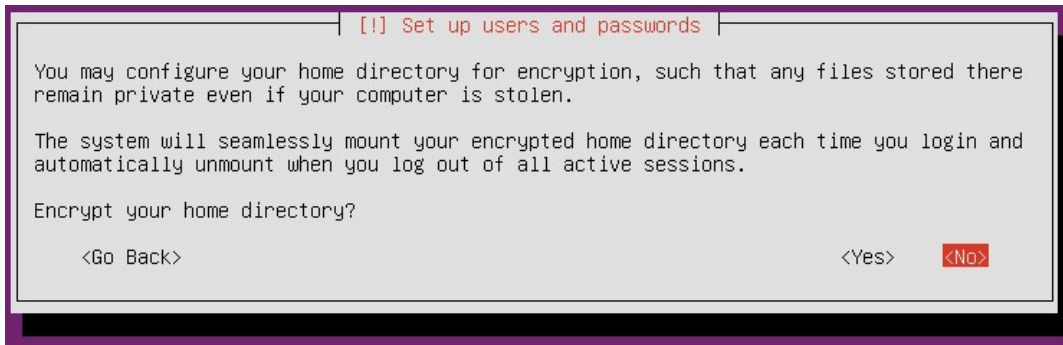 [!] Set up users and passwords
You may configure your home directory for encryption, such that any files stored there
remain private even if your computer is stolen.
The system will seamlessly mount your encrypted home directory each time you login and
automatically unmount when you log out of all active sessions.
Encrypt your home directory?
<Go Back> <Yes> <No>